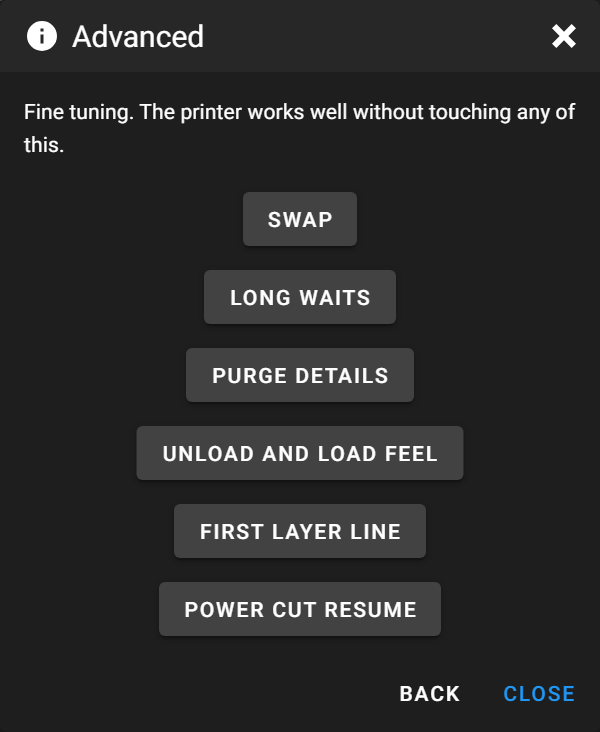 Advanced
Fine tuning. The printer works well without touching any of
this.
SWAP
LONG WAITS
PURGE DETAILS
UNLOAD AND LOAD FEEL
FIRST LAYER LINE
POWER CUT RESUME
BACK CLOSE